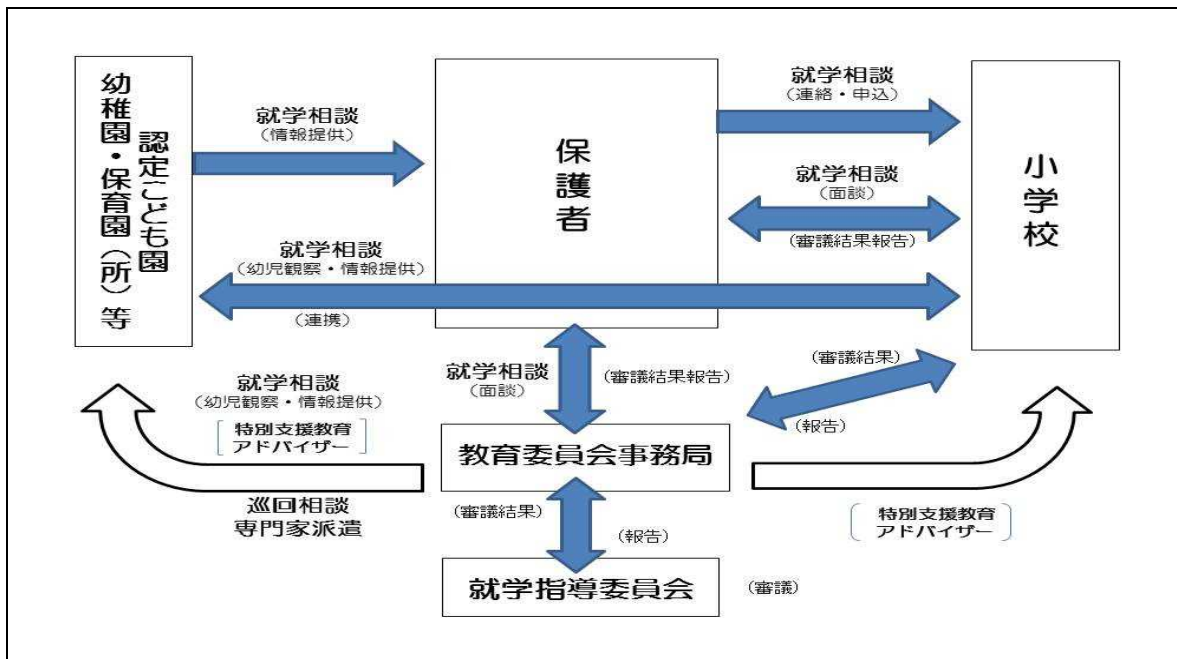 幼稚園・保育園（所）等
認定こども園
就学相談
（情報提供）
保護者
就学相談
（連絡・申込）
小学校
就学相談
（面談）
（審議結果報告）
就学相談
（幼児観察・情報提供）
（連携）
就学相談
（面談）
（審議結果報告）
（審議結果）
（報告）
就学相談
（幼児観察・情報提供）
特別支援教育
アドバイザー
巡回相談
専門家派遣
教育委員会事務局
特別支援教育
アドバイザー
（審議結果）
（報告）
就学指導委員会
（審議）